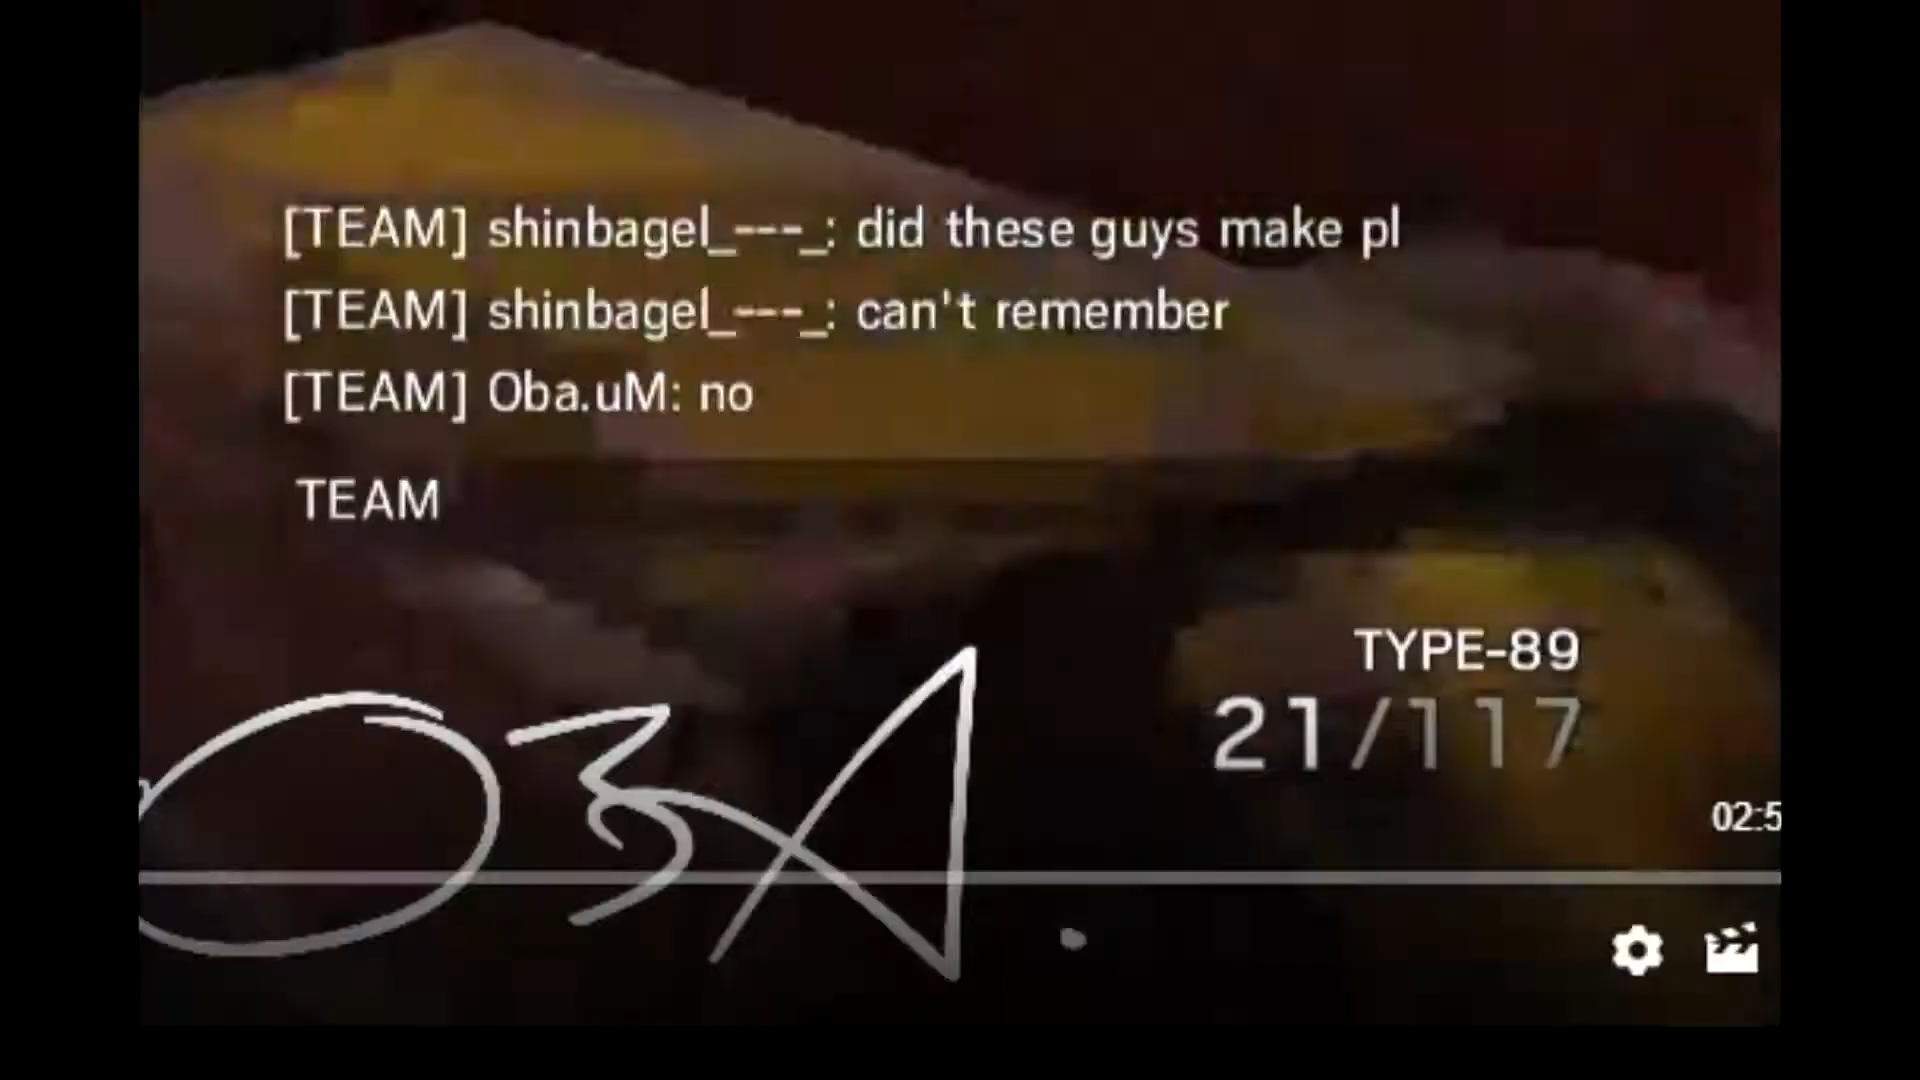 [TEAM] shinbagel_---_: did these guys make pl
[TEAM] shinbagel_---_: can't remember
[TEAM] Oba.uM: no
TEAM
TYPE-89
21/117
O3A.
02:5